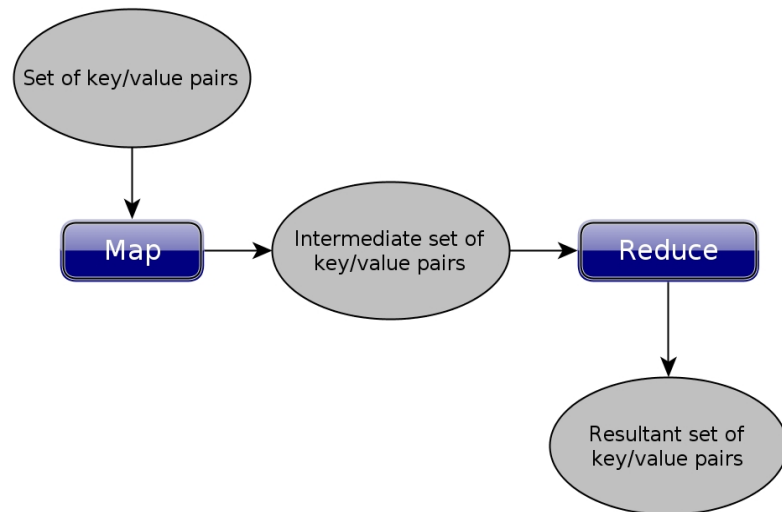 Set of key/value pairs
Map
Intermediate set of
key/value pairs
Reduce
Resultant set of
key/value pairs